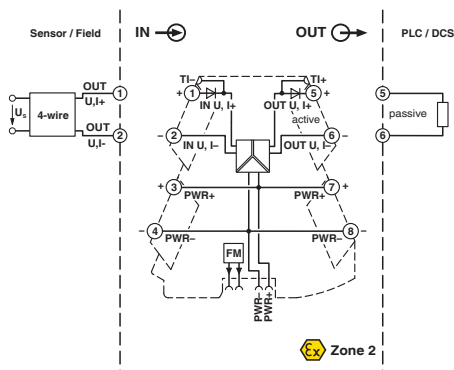 Sensor / Field
IN
OUT
PLC / DCS
TI–
TI+
OUT
U,I+
1
+
1
5
+
5
IN U, I+
OUT U, I+
Us
4-wire
active
passive
OUT
U,I-
2
–
2
IN U, I–
OUT U, I–
6
–
6
+
3
PWR+
PWR+
7
+
–
4
PWR–
PWR–
8
–
FM
PWR–
PWR+
Ex
Zone 2